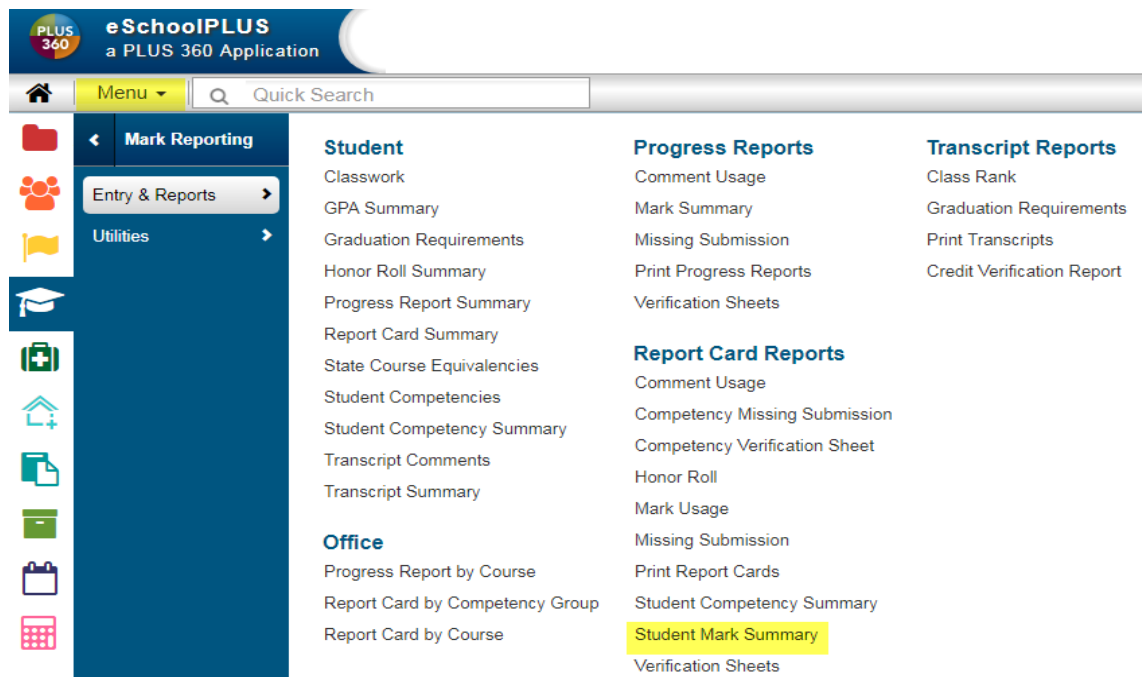 PLUS
360
eSchoolPLUS
a PLUS 360 Application
Menu
Quick Search
Mark Reporting
Entry & Reports
Utilities
Student
Classwork
GPA Summary
Graduation Requirements
Honor Roll Summary
Progress Report Summary
Report Card Summary
State Course Equivalencies
Student Competencies
Student Competency Summary
Transcript Comments
Transcript Summary
Office
Progress Report by Course
Report Card by Competency Group
Report Card by Course
Progress Reports
Comment Usage
Mark Summary
Missing Submission
Print Progress Reports
Verification Sheets
Report Card Reports
Comment Usage
Competency Missing Submission
Competency Verification Sheet
Honor Roll
Mark Usage
Missing Submission
Print Report Cards
Student Competency Summary
Student Mark Summary
Verification Sheets
Transcript Reports
Class Rank
Graduation Requirements
Print Transcripts
Credit Verification Report